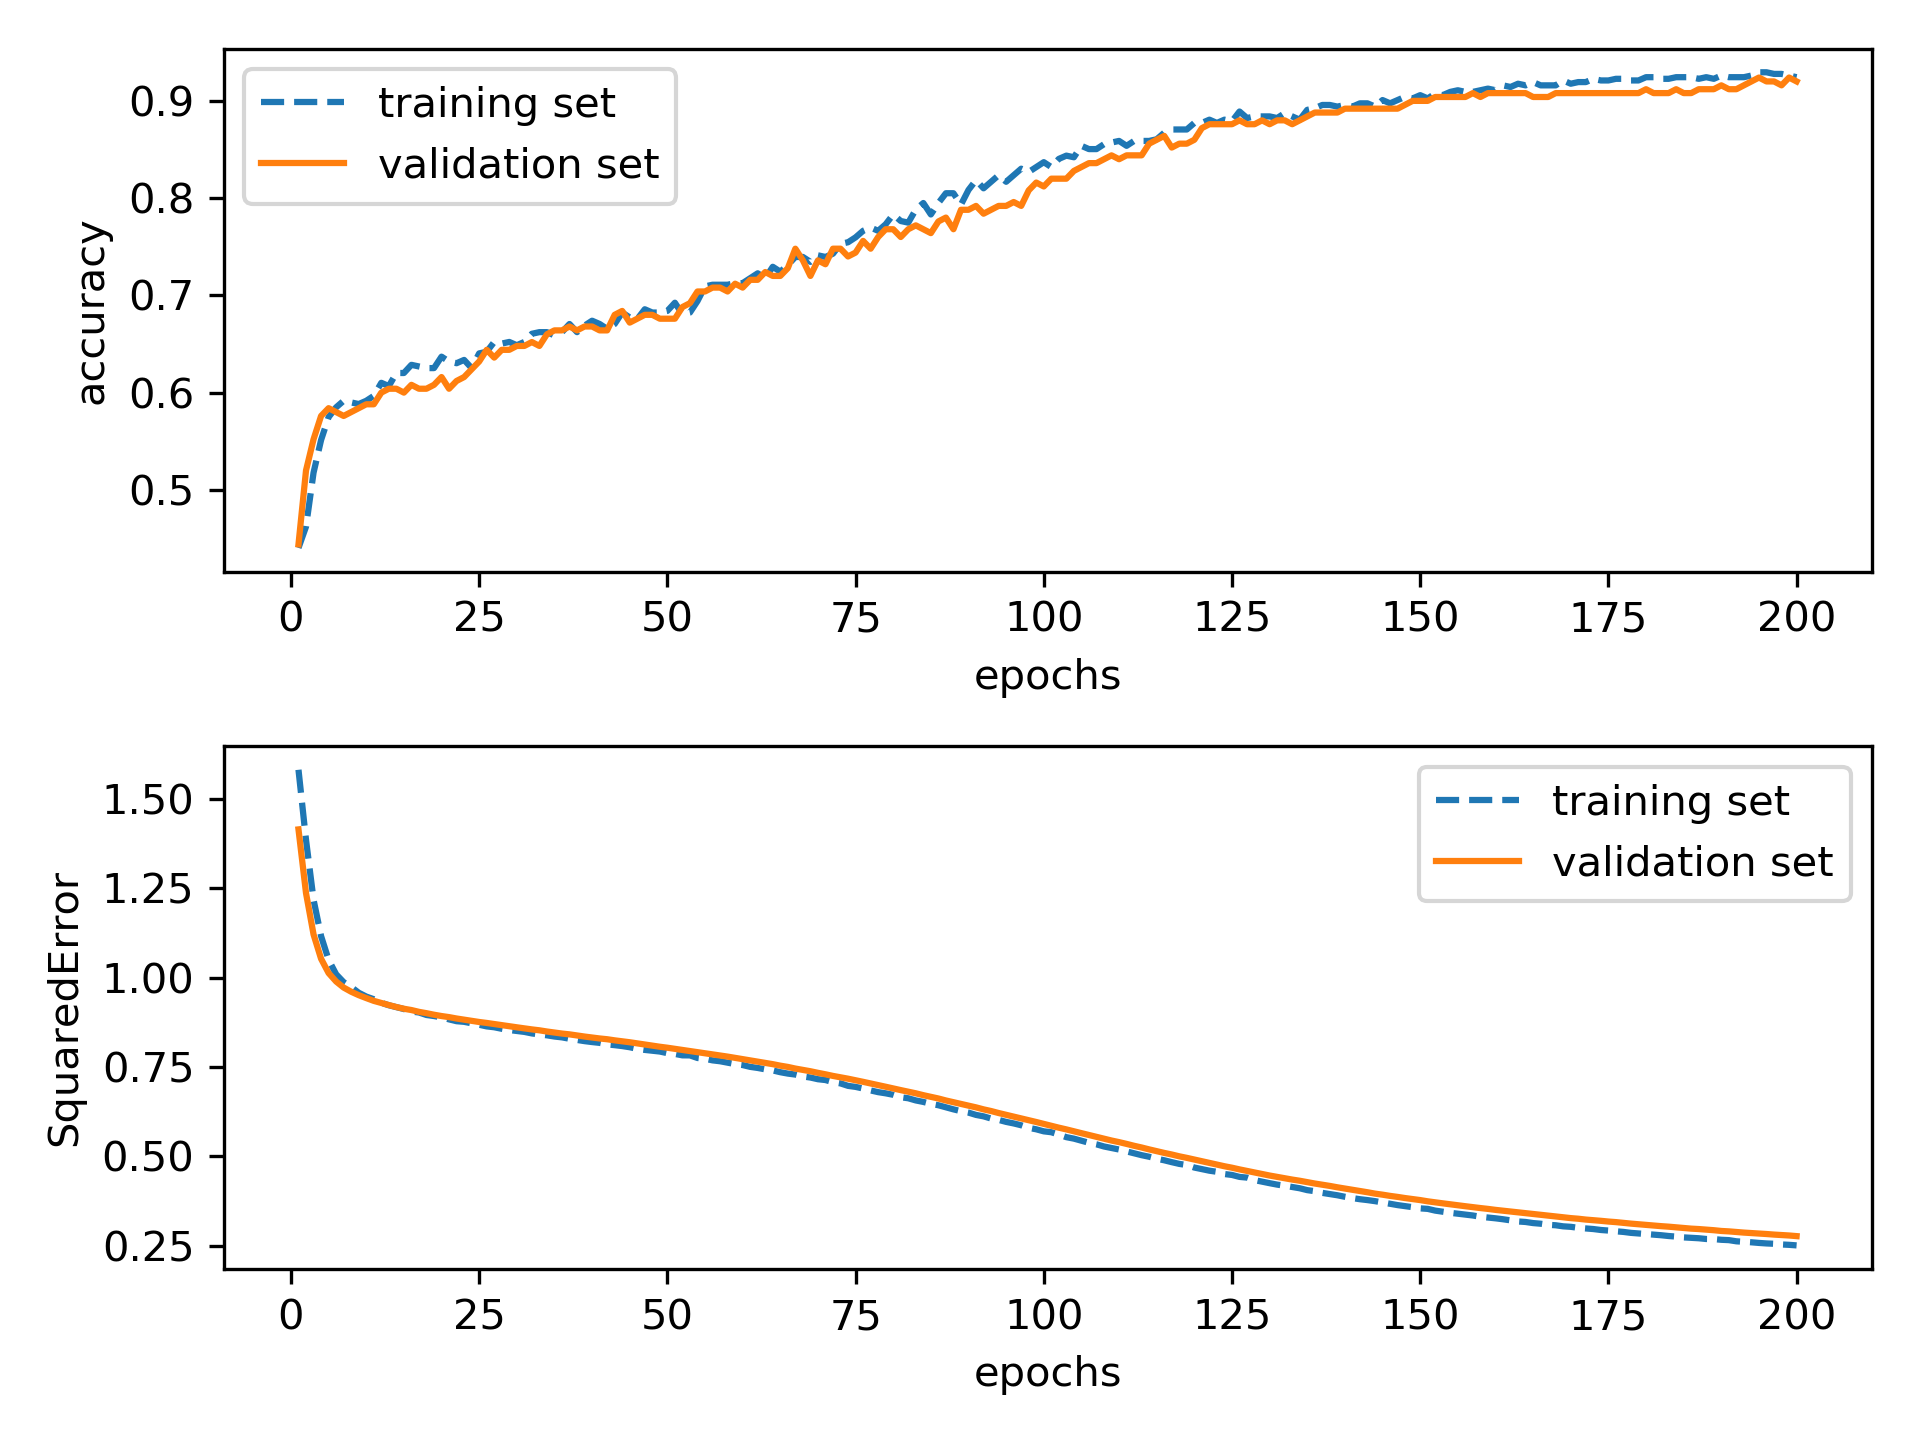 training set
validation set
0.9
0.8
0.7
0.6
0.5
accuracy
0 25 50 75 100 125 150 175 200
epochs
training set
validation set
1.50
1.25
1.00
0.75
0.50
0.25
SquaredError
0 25 50 75 100 125 150 175 200
epochs